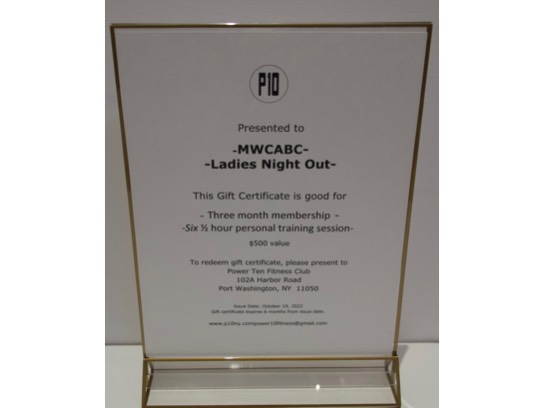 P10
Presented to
-MWCABC-
-Ladies Night Out-
This Gift Certificate is good for
- Three month membership -
-Six ½ hour personal training session-
$500 value
To redeem gift certificate, please present to
Power Ten Fitness Club
102A Harbor Road
Port Washington, NY 11050
Issue Date: October 19, 2022
Gift certificate expires 6 months from issue date